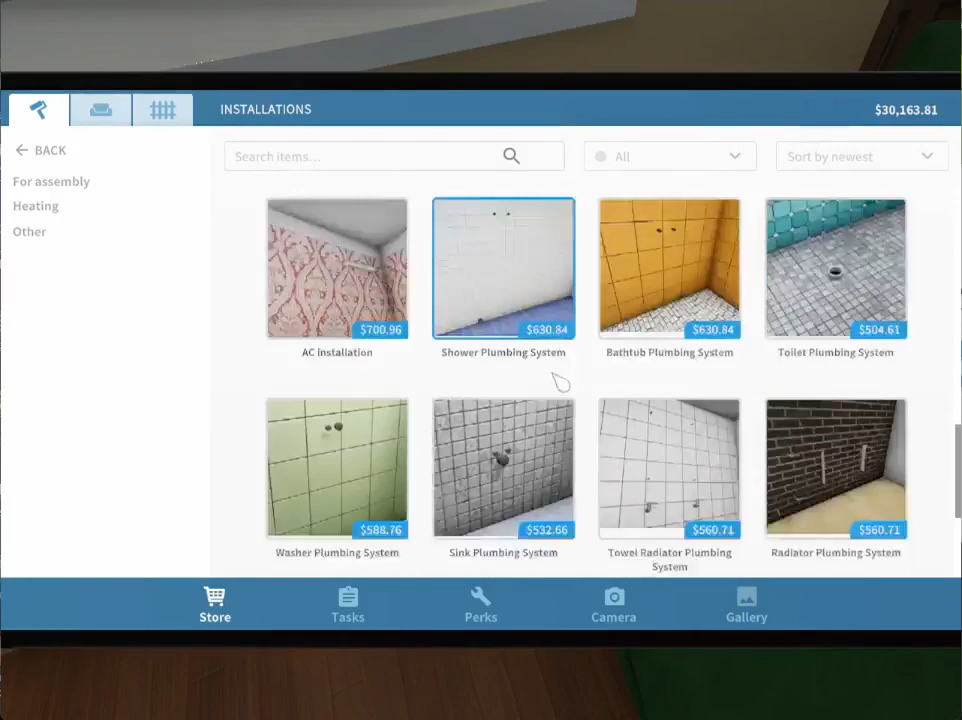 INSTALLATIONS
$30,163.81
BACK
Search items...
All
Sort by newest
For assembly
Heating
Other
$700.96
$630.84
$630.84
$504.61
AC Installation
Shower Plumbing System
Bathtub Plumbing System
Toilet Plumbing System
$588.76
$532.66
$560.71
$560.71
Washer Plumbing System
Sink Plumbing System
Towel Radiator Plumbing
System
Radiator Plumbing System
Store
Tasks
Perks
Camera
Gallery